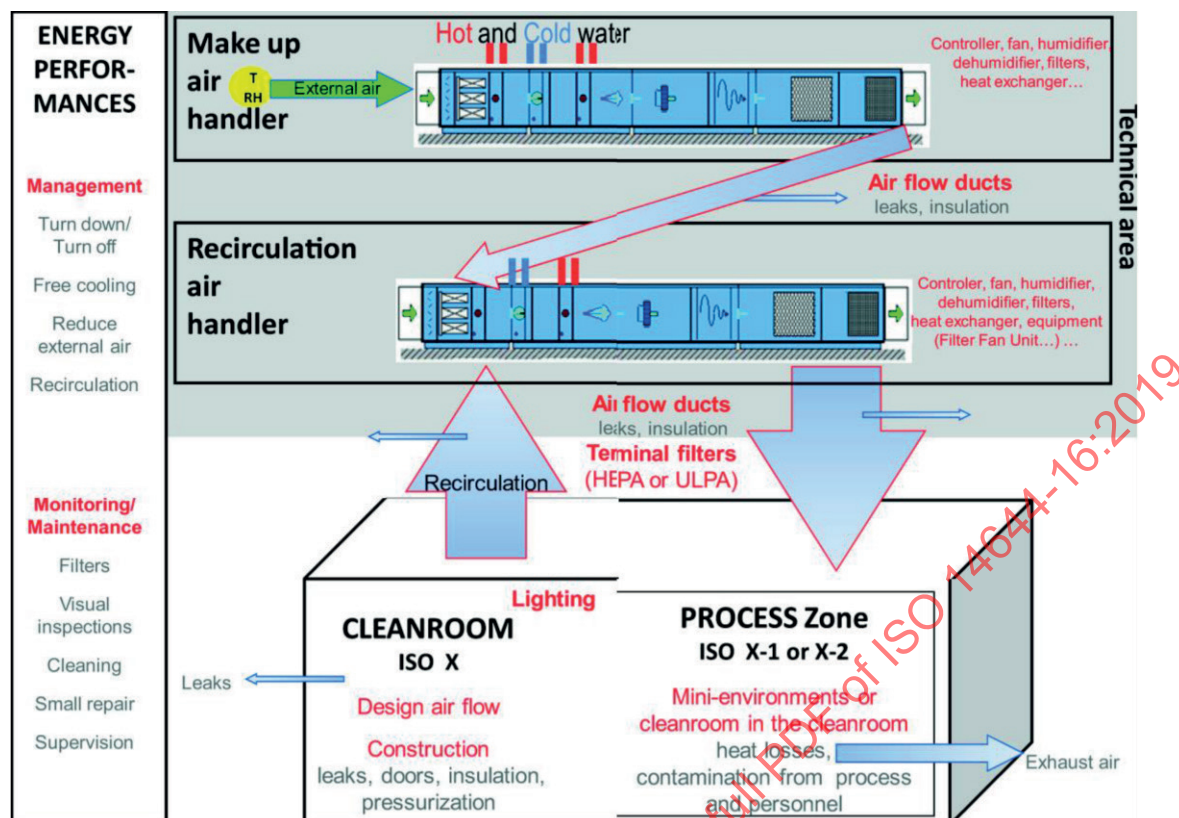 ENERGY
PERFOR-
MANCES
Management
Turn down/
Turn off
Free cooling
Reduce
external air
Recirculation
Monitoring/
Maintenance
Filters
Visual
inspections
Cleaning
Small repair
Supervision
Make up
air
handler
T
RH
External air
Hot and Cold water
Controller, fan, humidifier,
dehumidifier, filters,
heat exchanger...
Technical area
Air flow ducts
leaks, insulation
Recirculation
air
handler
Controler, fan, humidifier,
dehumidifier, filters,
heat exchanger, equipment
(Filter Fan Unit...) ...
Air flow ducts
leaks, insulation
Terminal filters
(HEPA or ULPA)
Recirculation
Lighting
CLEANROOM
ISO X
Design air flow
Construction
leaks, doors, insulation,
pressurization
Leaks
PROCESS Zone
ISO X-1 or X-2
Mini-environments or
cleanroom in the cleanroom
heat losses,
contamination from process
and personnel
Exhaust air
full PDF of ISO 14644-16:2019